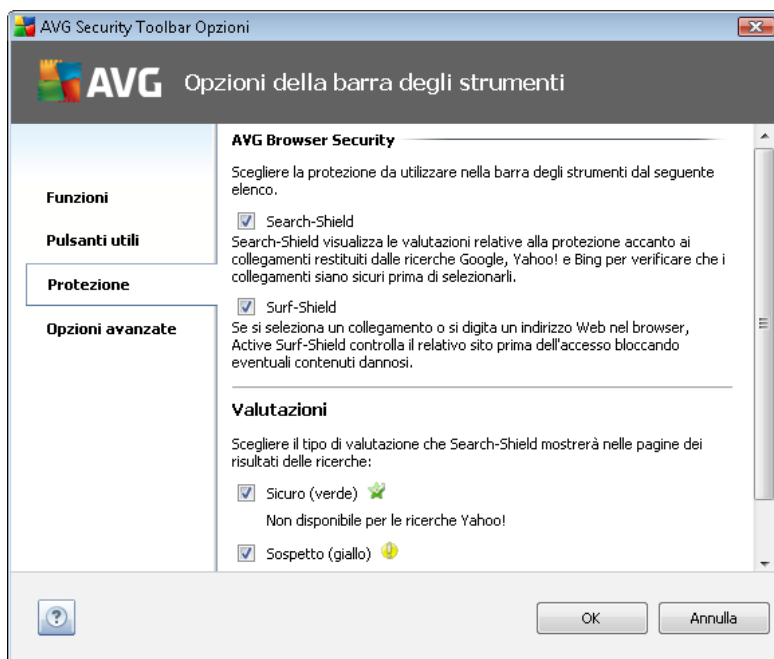 AVG Security Toolbar Opzioni
AVG Opzioni della barra degli strumenti
Funzioni
Pulsanti utili
Protezione
Opzioni avanzate
AVG Browser Security
Scegliere la protezione da utilizzare nella barra degli strumenti dal seguente
elenco.
Search-Shield
Search-Shield visualizza le valutazioni relative alla protezione accanto ai
collegamenti restituiti dalle ricerche Google, Yahoo! e Bing per verificare che i
collegamenti siano sicuri prima di selezionarli.
Surf-Shield
Se si seleziona un collegamento o si digita un indirizzo Web nel browser,
Active Surf-Shield controlla il relativo sito prima dell'accesso bloccando
eventuali contenuti dannosi.
Valutazioni
Scegliere il tipo di valutazione che Search-Shield mostrerà nelle pagine dei
risultati delle ricerche:
Sicuro (verde)
Non disponibile per le ricerche Yahoo!
Sospetto (giallo)
?
OK
Annulla